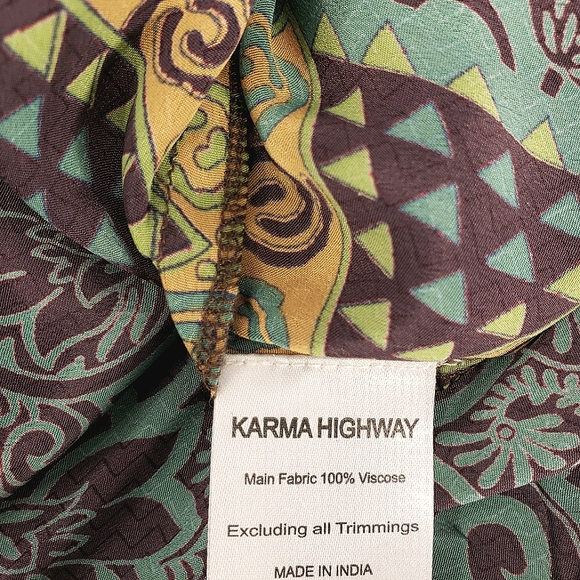 KARMA HIGHWAY
Main Fabric 100% Viscose
Excluding all Trimmings
MADE IN INDIA